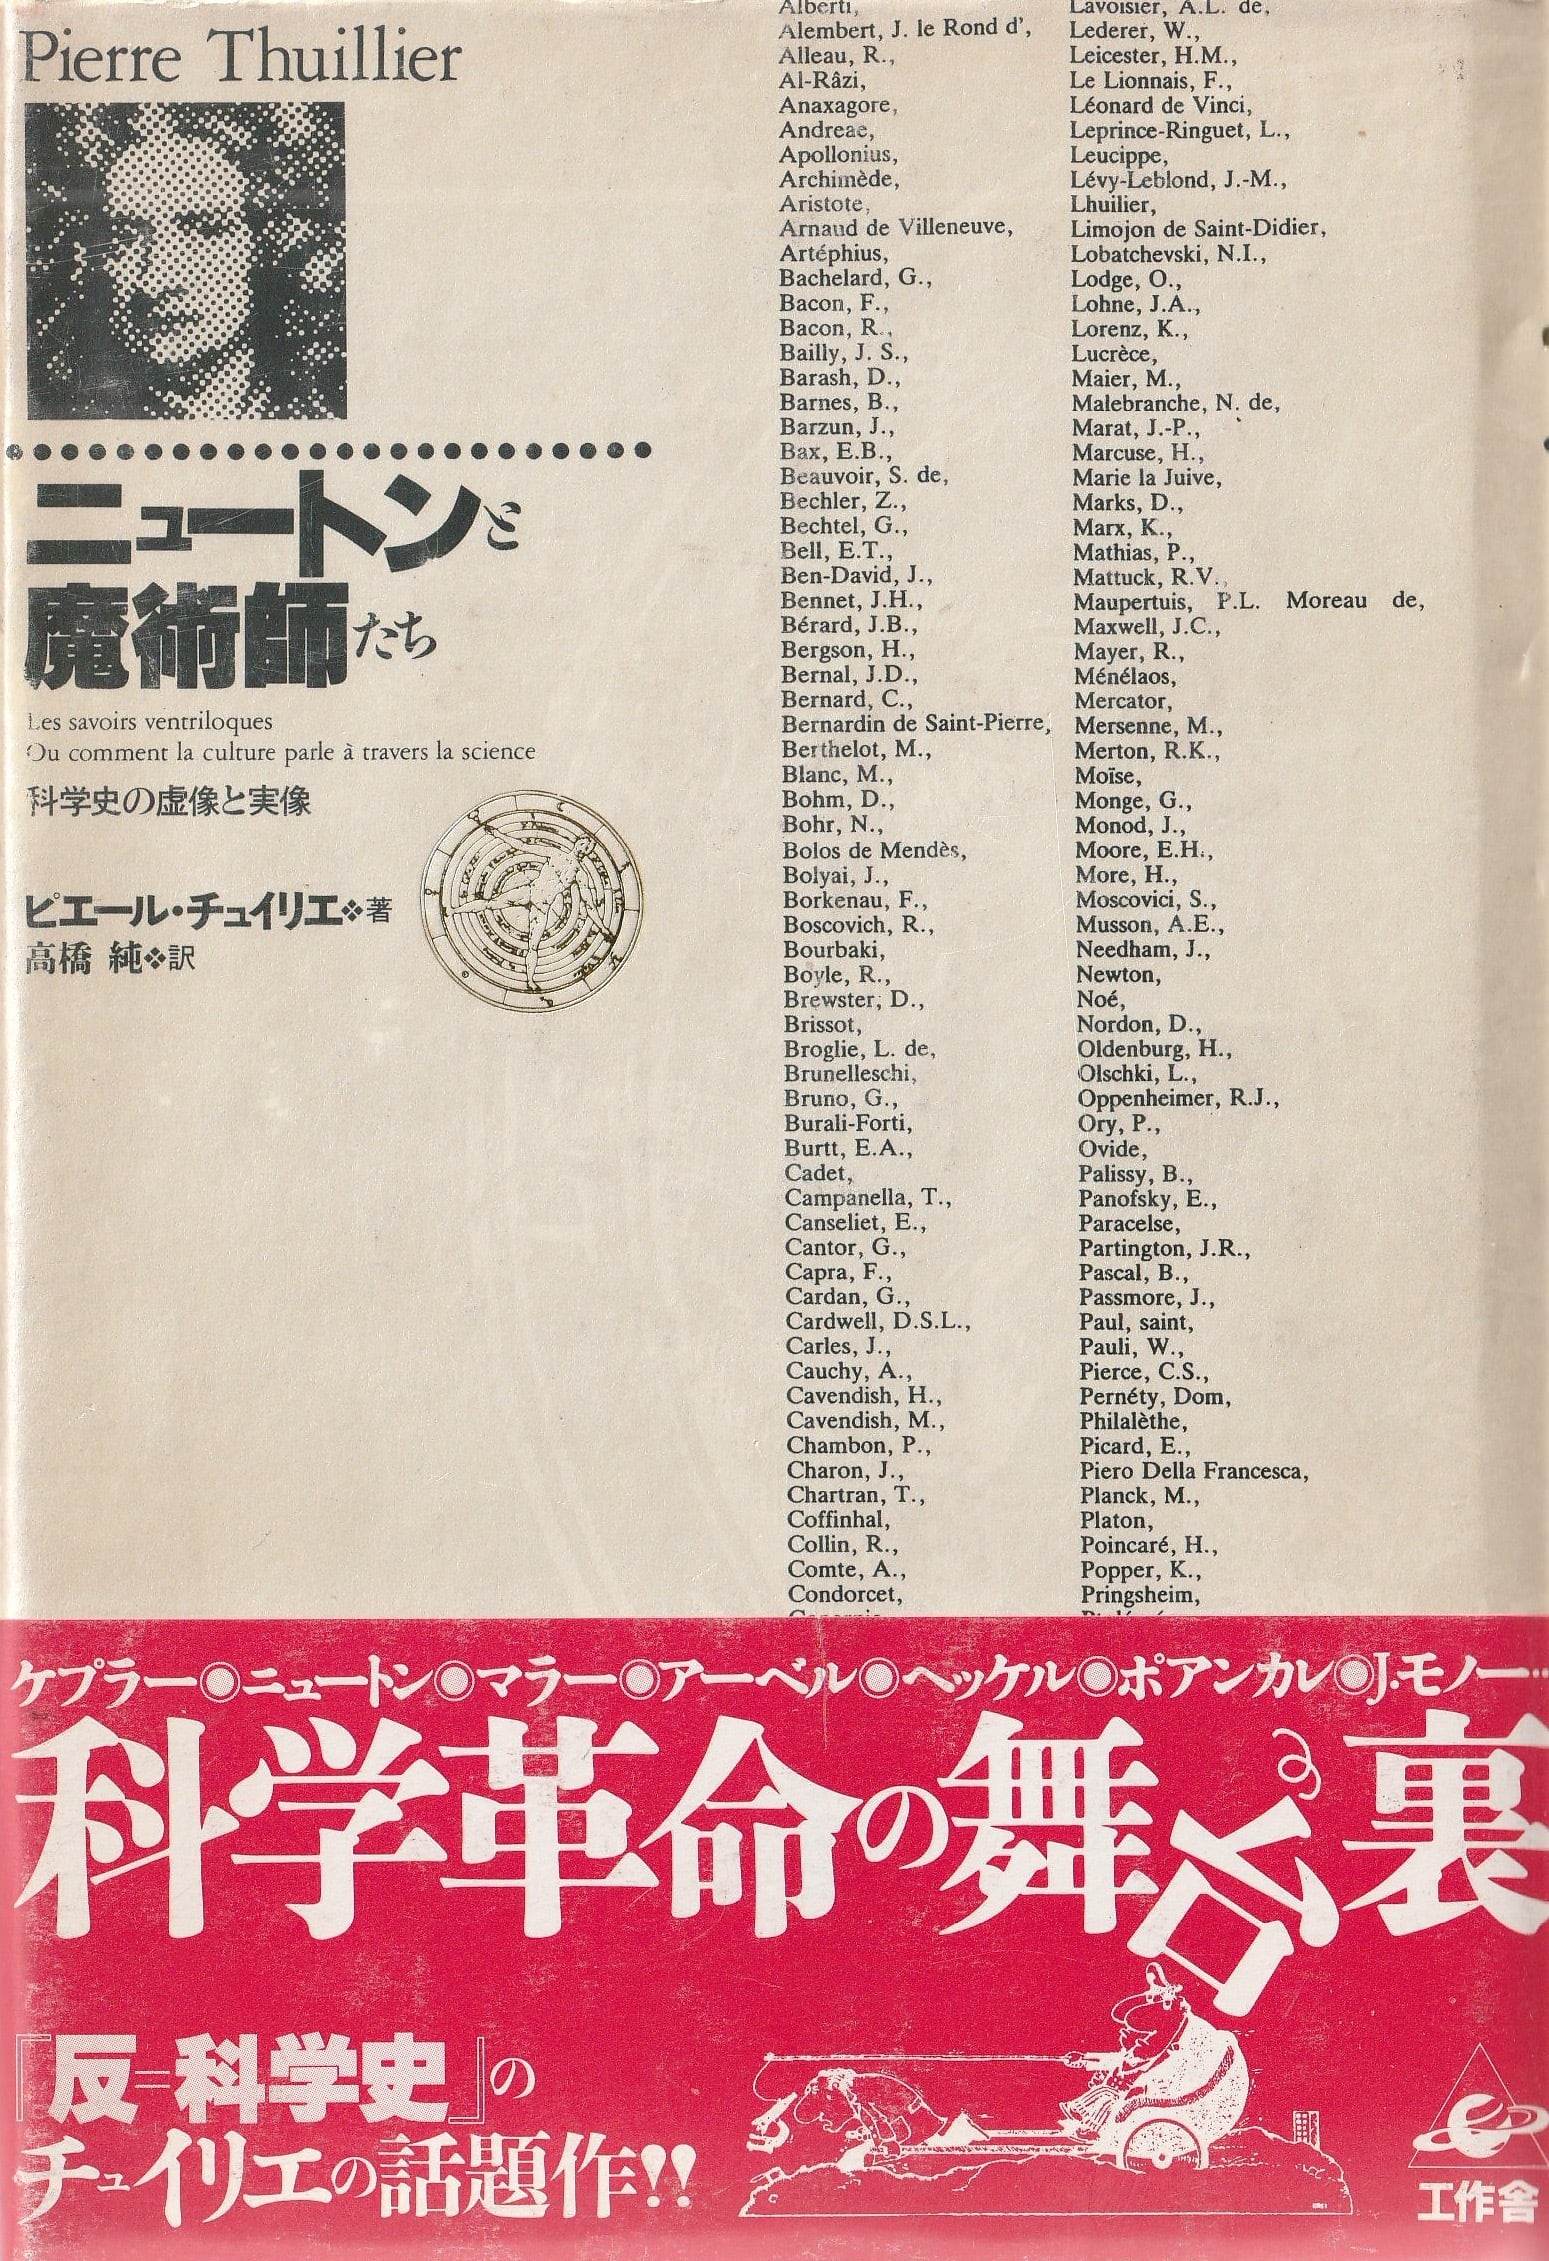 Pierre Thuillier
ニュートンと
魔術師たち
Les savoirs ventriloques
Ou comment la culture parle à travers la science
科学史の虚像と実像
ピエール・チュイリエ❖著
高橋 純❖訳
Alberti,
Alembert, J. le Rond d',
Alleau, R.,
Al-Râzi,
Anaxagore,
Andreae,
Apollonius,
Archimède,
Aristote,
Arnaud de Villeneuve,
Artéphius,
Bachelard, G.,
Bacon, F.,
Bacon, R.,
Bailly, J. S.,
Barash, D.,
Barnes, B.,
Barzun, J.,
Bax, E.B.,
Beauvoir, S. de,
Bechler, Z.,
Bechtel, G.,
Bell, E.T.,
Ben-David, J.,
Bennet, J.H.,
Bérard, J.B.,
Bergson, H.,
Bernal, J.D.,
Bernard, C.,
Bernardin de Saint-Pierre,
Berthelot, M.,
Blanc, M.,
Bohm, D.,
Bohr, N.,
Bolos de Mendès,
Bolyai, J.,
Borkenau, F.,
Boscovich, R.,
Bourbaki,
Boyle, R.,
Brewster, D.,
Brissot,
Broglie, L. de,
Brunelleschi,
Bruno, G.,
Burali-Forti,
Burtt, E.A.,
Cadet,
Campanella, T.,
Canseliet, E.,
Cantor, G.,
Capra, F.,
Cardan, G.,
Cardwell, D.S.L.,
Carles, J.,
Cauchy, A.,
Cavendish, H.,
Cavendish, M.,
Chambon, P.,
Charon, J.,
Chartran, T.,
Coffinhal,
Collin, R.,
Comte, A.,
Condorcet,
Lavoisier, A.L. de,
Lederer, W.,
Leicester, H.M.,
Le Lionnais, F.,
Léonard de Vinci,
Leprince-Ringuet, L.,
Leucippe,
Lévy-Leblond, J.-M.,
Lhuilier,
Limojon de Saint-Didier,
Lobatchevski, N.I.,
Lodge, O.,
Lohne, J.A.,
Lorenz, K.,
Lucrèce,
Maier, M.,
Malebranche, N. de,
Marat, J.-P.,
Marcuse, H.,
Marie la Juive,
Marks, D.,
Marx, K.,
Mathias, P.,
Mattuck, R.V.,
Maupertuis, P.L. Moreau de,
Maxwell, J.C.,
Mayer, R.,
Ménélaos,
Mercator,
Mersenne, M.,
Merton, R.K.,
Moïse,
Monge, G.,
Monod, J.,
Moore, E.H.,
More, H.,
Moscovici, S.,
Musson, A.E.,
Needham, J.,
Newton,
Noé,
Nordon, D.,
Oldenburg, H.,
Olschki, L.,
Oppenheimer, R.J.,
Ory, P.,
Ovide,
Palissy, B.,
Panofsky, E.,
Paracelse,
Partington, J.R.,
Pascal, B.,
Passmore, J.,
Paul, saint,
Pauli, W.,
Pierce, C.S.,
Pernéty, Dom,
Philalèthe,
Picard, E.,
Piero Della Francesca,
Planck, M.,
Platon,
Poincaré, H.,
Popper, K.,
Pringsheim,
ケプラー◉ニュートン◉マラー◉アーベル◉ヘッケル◉ポアンカレ◉J.モノー…
科学革命の舞台裏
『反=科学史』の
チュイリエの話題作!!
工作舎